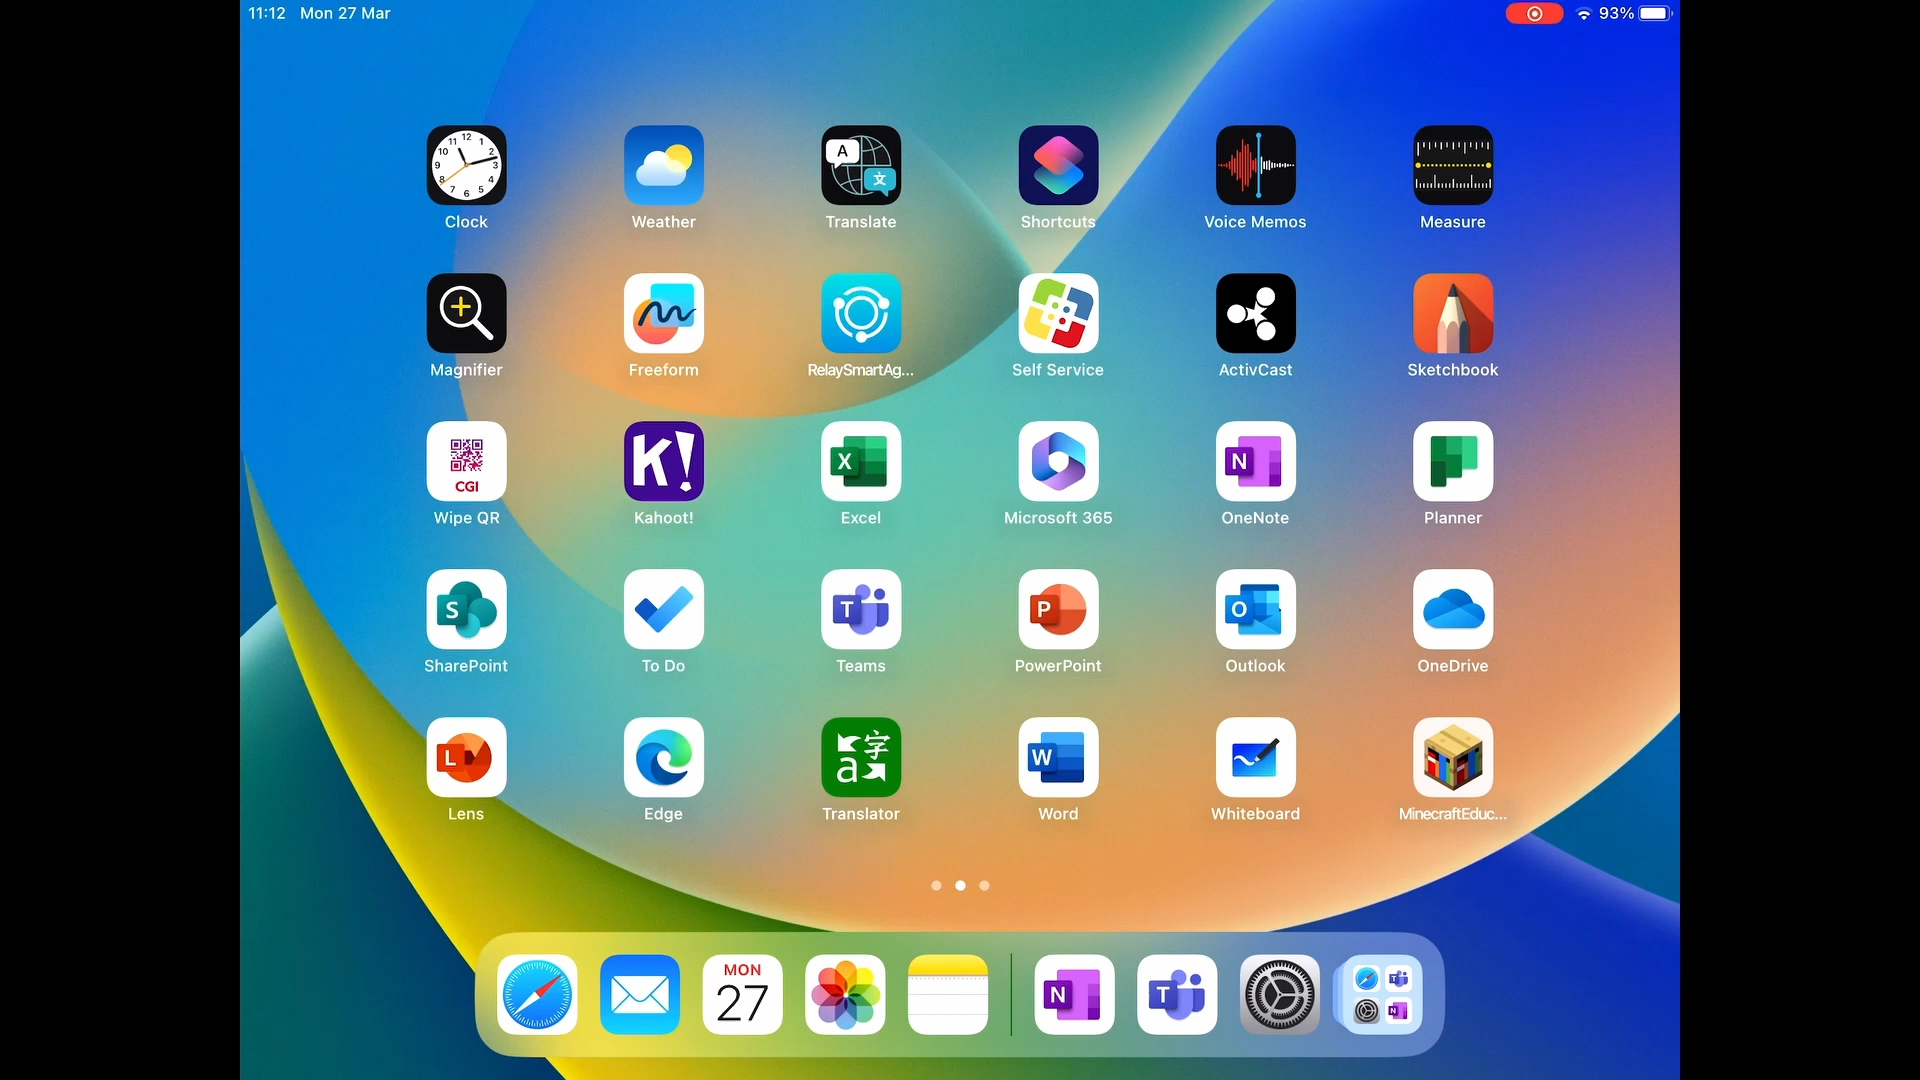 11:12 Mon 27 Mar 93%
Clock Weather Translate Shortcuts Voice Memos Measure
Magnifier Freeform RelaySmartAg... Self Service ActivCast Sketchbook
CGI
Wipe QR Kahoot! Excel Microsoft 365 OneNote Planner
SharePoint To Do Teams PowerPoint Outlook OneDrive
Lens Edge Translator Word Whiteboard MinecraftEduc...
MON
27